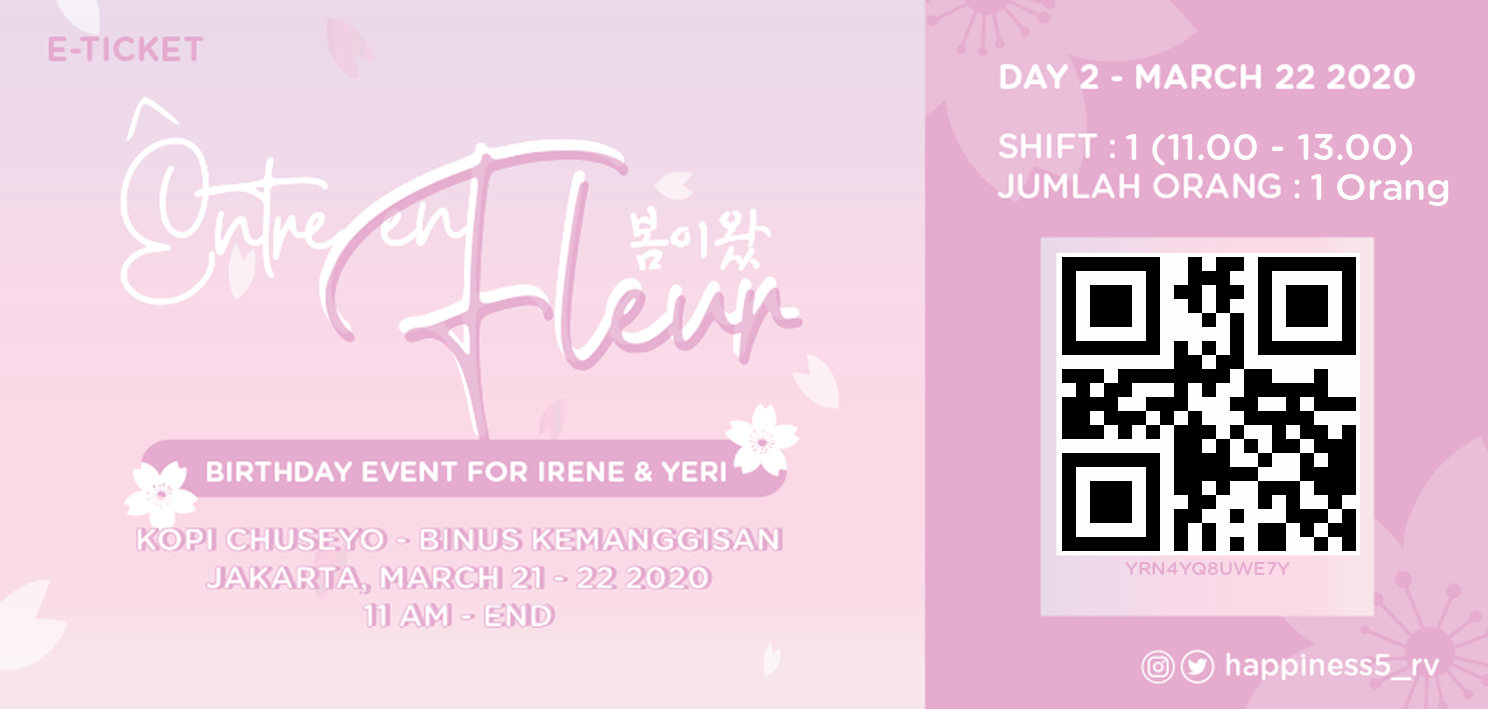 E-TICKET
Êntre en
봄이왔
Fleur
BIRTHDAY EVENT FOR IRENE & YERI
KOPI CHUSEYO - BINUS KEMANGGISAN
JAKARTA, MARCH 21 - 22 2020
11 AM - END
DAY 2 - MARCH 22 2020
SHIFT : 1 (11.00 - 13.00)
JUMLAH ORANG : 1 Orang
YRN4YQ8UWE7Y
happiness5_rv